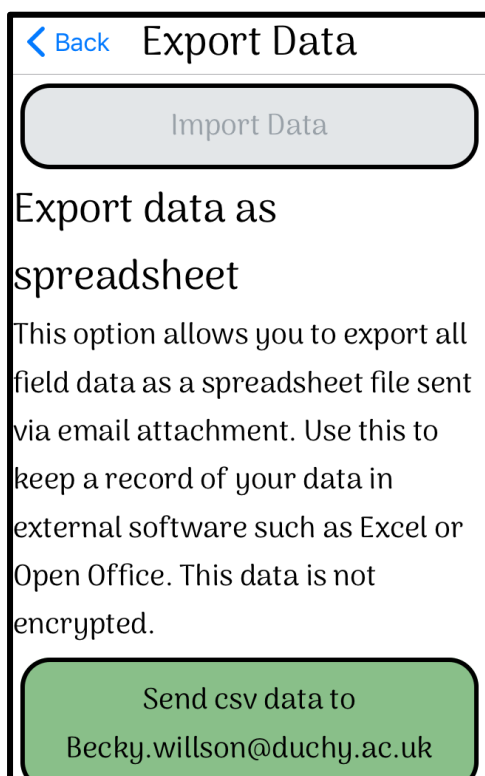 Back Export Data
Import Data
Export data as
spreadsheet
This option allows you to export all
field data as a spreadsheet file sent
via email attachment. Use this to
keep a record of your data in
external software such as Excel or
Open Office. This data is not
encrypted.
Send csv data to
Becky.willson@duchy.ac.uk